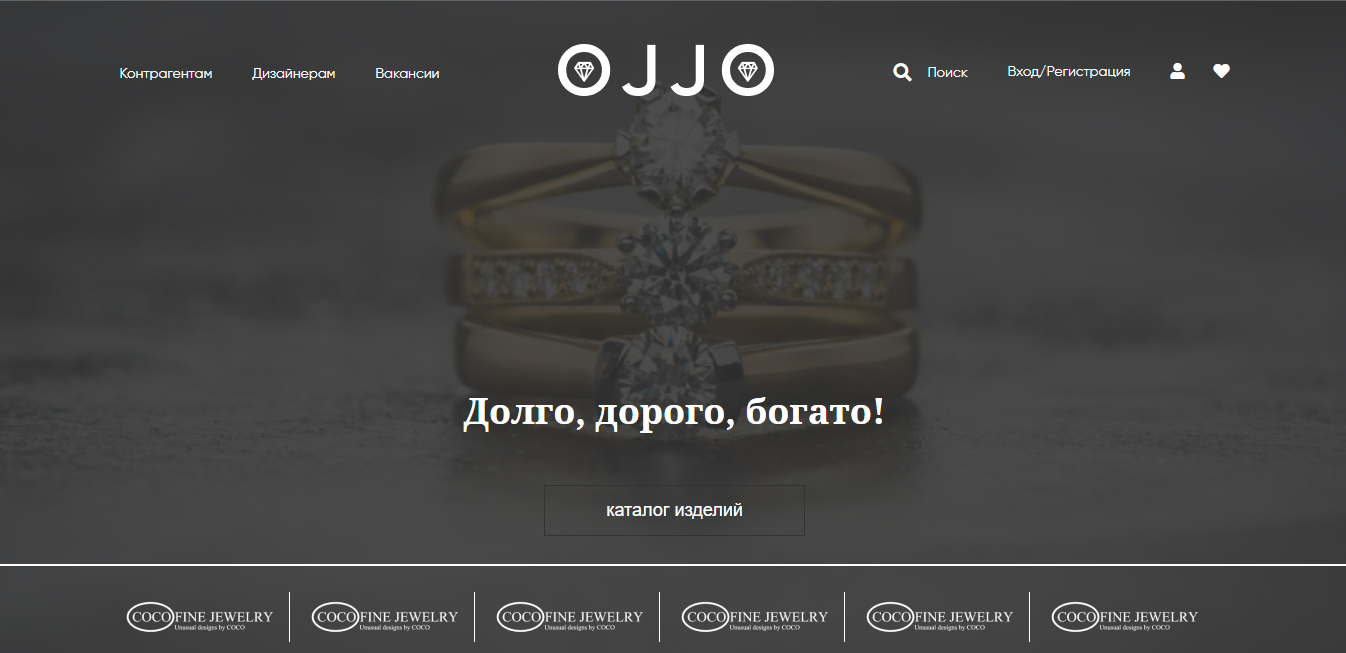 Контрагентам Дизайнерам Вакансии OJJO Поиск Вход/Регистрация
Долго, дорого, богато!
каталог изделий
COCO FINE JEWELRY COCO FINE JEWELRY COCO FINE JEWELRY COCO FINE JEWELRY COCO FINE JEWELRY COCO FINE JEWELRY
Unusual designs by COCO Unusual designs by COCO Unusual designs by COCO Unusual designs by COCO Unusual designs by COCO Unusual designs by COCO